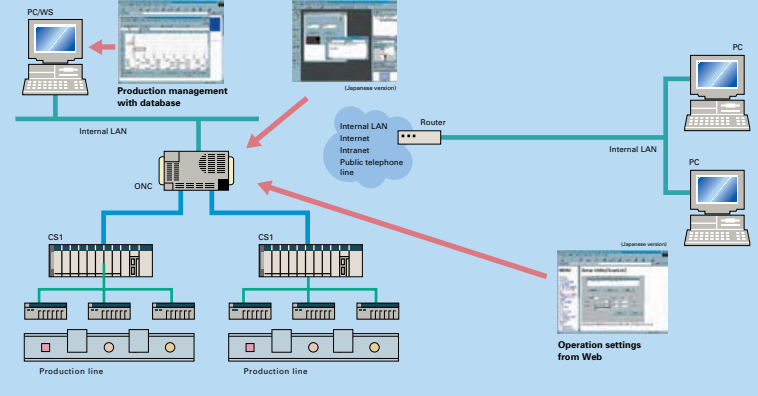 PC/WS
Production management
with database
(Japanese version)
Internal LAN
ONC
Internal LAN
Internet
Intranet
Public telephone
line
Router
Internal LAN
PC
PC
CS1
CS1
Production line
Production line
(Japanese version)
MENU
Operation settings
from Web